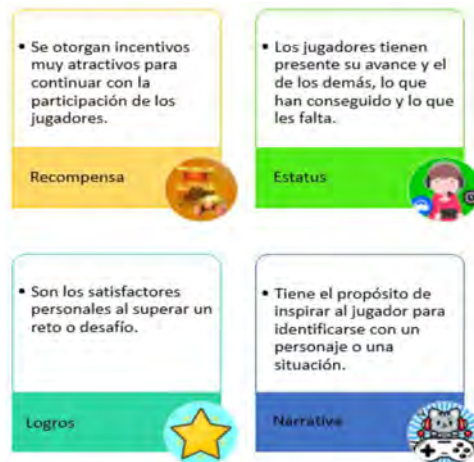 • Se otorgan incentivos
muy atractivos para
continuar con la
participación de los
jugadores.
Recompensa
• Los jugadores tienen
presente su avance y el
de los demás, lo que
han conseguido y lo que
les falta.
Estatus
• Son los satisfactores
personales al superar un
reto o desafío.
Logros
• Tiene el propósito de
inspirar al jugador para
identificarse con un
personaje o una
situación.
Narrativa